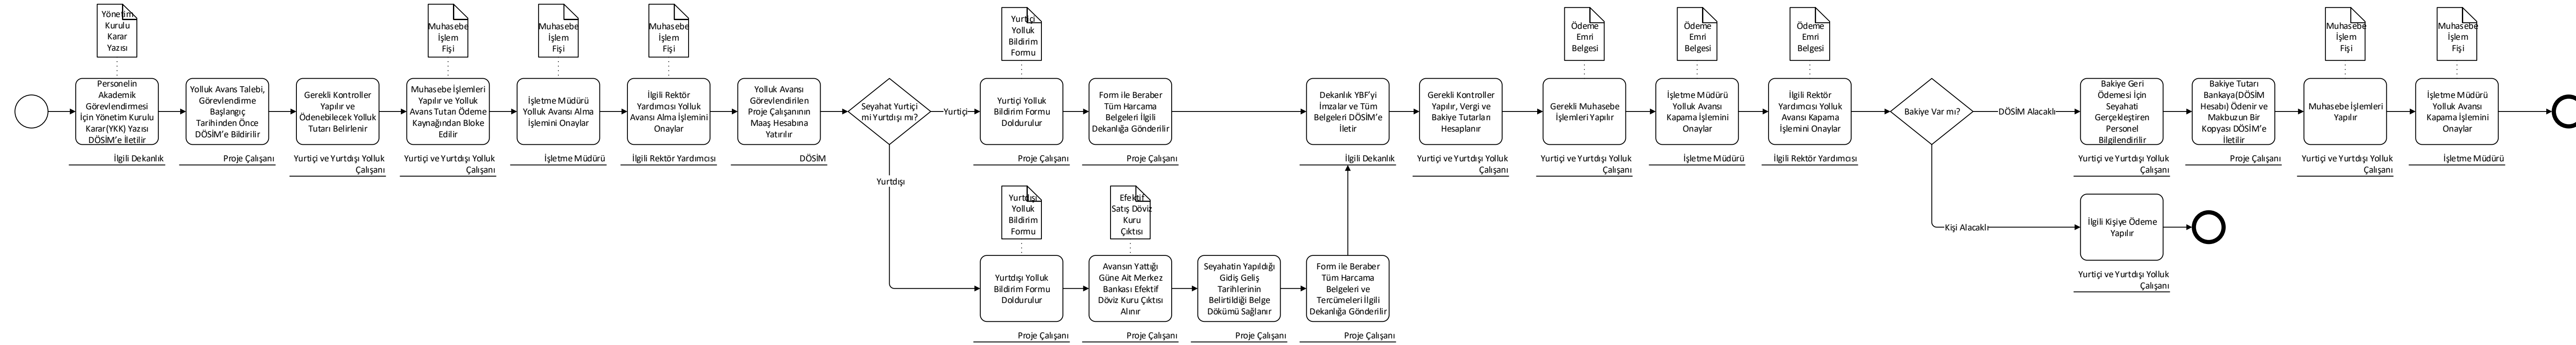 Yönetim
Kurulu
Karar
Yazısı
Personelin
Akademik
Görevlendirmesi
İçin Yönetim Kurulu
Karar(YKK) Yazısı
DÖSİM'e İletilir
İlgili Dekanlık
Yolluk Avans Talebi,
Görevlendirme
Başlangıç
Tarihinden Önce
DÖSİM'e Bildirilir
Proje Çalışanı
Gerekli Kontroller
Yapılır ve
Ödenebilecek Yolluk
Tutarı Belirlenir
Yurtiçi ve Yurtdışı Yolluk
Çalışanı
Muhasebe
İşlem
Fişi
Muhasebe İşlemleri
Yapılır ve Yolluk
Avans Tutarı Ödeme
Kaynağından Bloke
Edilir
Yurtiçi ve Yurtdışı Yolluk
Çalışanı
Muhasebe
İşlem
Fişi
İşletme Müdürü
Yolluk Avansı Alma
İşlemini Onaylar
İşletme Müdürü
Muhasebe
İşlem
Fişi
İlgili Rektör
Yardımcısı Yolluk
Avansı Alma İşlemini
Onaylar
İlgili Rektör Yardımcısı
Yolluk Avansı
Görevlendirilen
Proje Çalışanının
Maaş Hesabına
Yatırılır
DÖSİM
Seyahat Yurtiçi
mi Yurtdışı mı?
Yurtiçi
Yurtdışı
Yurtiçi
Yolluk
Bildirim
Formu
Yurtiçi Yolluk
Bildirim Formu
Doldurulur
Proje Çalışanı
Form ile Beraber
Tüm Harcama
Belgeleri İlgili
Dekanlığa Gönderilir
Proje Çalışanı
Yurtdışı
Yolluk
Bildirim
Formu
Yurtdışı Yolluk
Bildirim Formu
Doldurulur
Proje Çalışanı
Efektif
Satış Döviz
Kuru
Çıktısı
Avansın Yattığı
Güne Ait Merkez
Bankası Efektif
Döviz Kuru Çıktısı
Alınır
Proje Çalışanı
Seyahatin Yapıldığı
Gidiş Geliş
Tarihlerinin
Belirtildiği Belge
Dökümü Sağlanır
Proje Çalışanı
Form ile Beraber
Tüm Harcama
Belgeleri ve
Tercümeleri İlgili
Dekanlığa Gönderilir
Proje Çalışanı
Dekanlık YBF'yi
İmzalar ve Tüm
Belgeleri DÖSİM'e
İletir
İlgili Dekanlık
Gerekli Kontroller
Yapılır, Vergi ve
Bakiye Tutarları
Hesaplanır
Yurtiçi ve Yurtdışı Yolluk
Çalışanı
Ödeme
Emri
Belgesi
Gerekli Muhasebe
İşlemleri Yapılır
Yurtiçi ve Yurtdışı Yolluk
Çalışanı
Ödeme
Emri
Belgesi
İşletme Müdürü
Yolluk Avansı
Kapama İşlemini
Onaylar
İşletme Müdürü
Ödeme
Emri
Belgesi
İlgili Rektör
Yardımcısı Yolluk
Avansı Kapama
İşlemini Onaylar
İlgili Rektör Yardımcısı
Bakiye Var mı?
DÖSİM Alacaklı
Kişi Alacaklı
Bakiye Geri
Ödemesi İçin
Seyahati
Gerçekleştiren
Personel
Bilgilendirilir
Yurtiçi ve Yurtdışı Yolluk
Çalışanı
Bakiye Tutarı
Bankaya(DÖSİM
Hesabı) Ödenir ve
Makbuzun Bir
Kopyası DÖSİM'e
İletilir
Proje Çalışanı
Muhasebe
İşlem
Fişi
Muhasebe İşlemleri
Yapılır
Yurtiçi ve Yurtdışı Yolluk
Çalışanı
Muhasebe
İşlem
Fişi
İşletme Müdürü
Yolluk Avansı
Kapama İşlemini
Onaylar
İşletme Müdürü
İlgili Kişiye Ödeme
Yapılır
Yurtiçi ve Yurtdışı Yolluk
Çalışanı